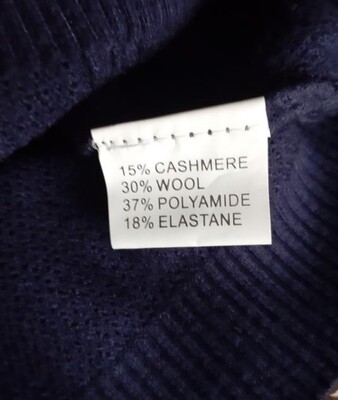 15% CASHMERE
30% WOOL
37% POLYAMIDE
18% ELASTANE